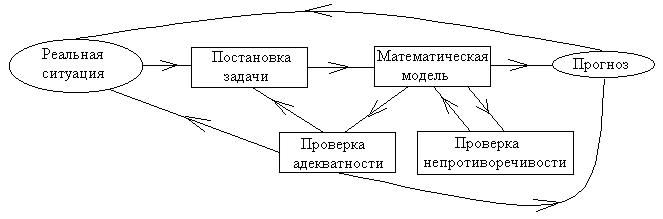 Реальная
ситуация
Постановка
задачи
Математическая
модель
Прогноз
Проверка
адекватности
Проверка
непротиворечивости